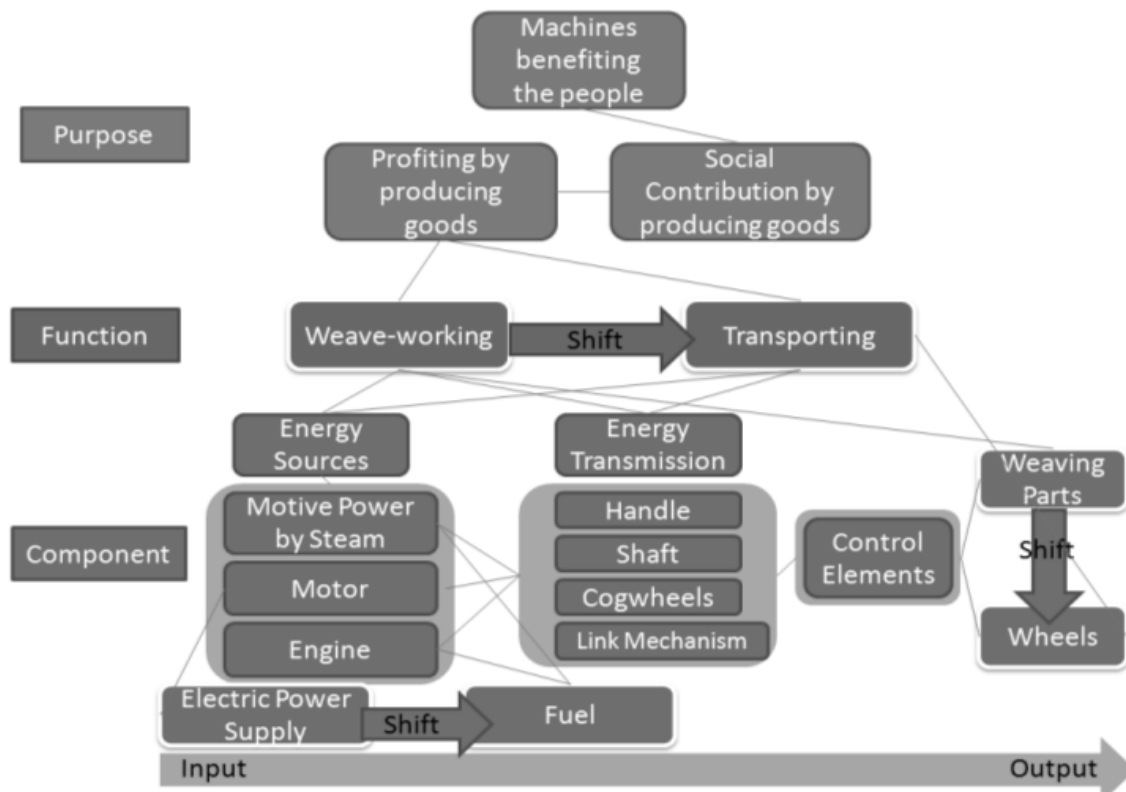 Machines
benefiting
the people
Purpose
Profiting by
producing
goods
Social
Contribution by
producing goods
Function
Weave-working
Shift
Transporting
Energy
Sources
Energy
Transmission
Weaving
Parts
Component
Motive Power
by Steam
Motor
Engine
Handle
Shaft
Cogwheels
Link Mechanism
Control
Elements
Shift
Wheels
Electric Power
Supply
Shift
Fuel
Input
Output